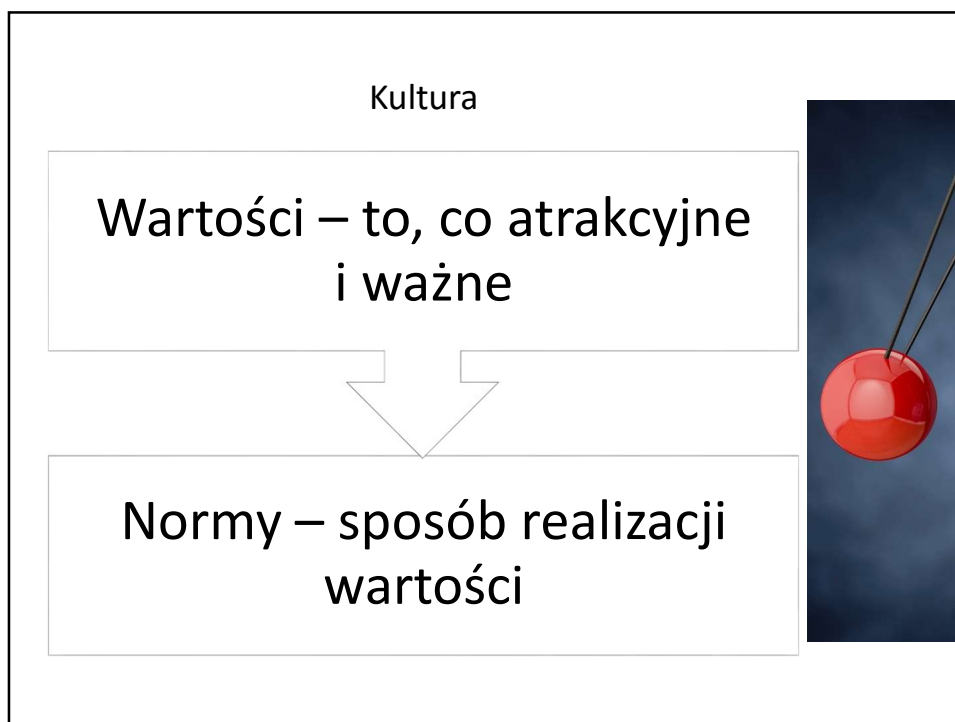 Kultura
Wartości – to, co atrakcyjne
i ważne
Normy – sposób realizacji
wartości